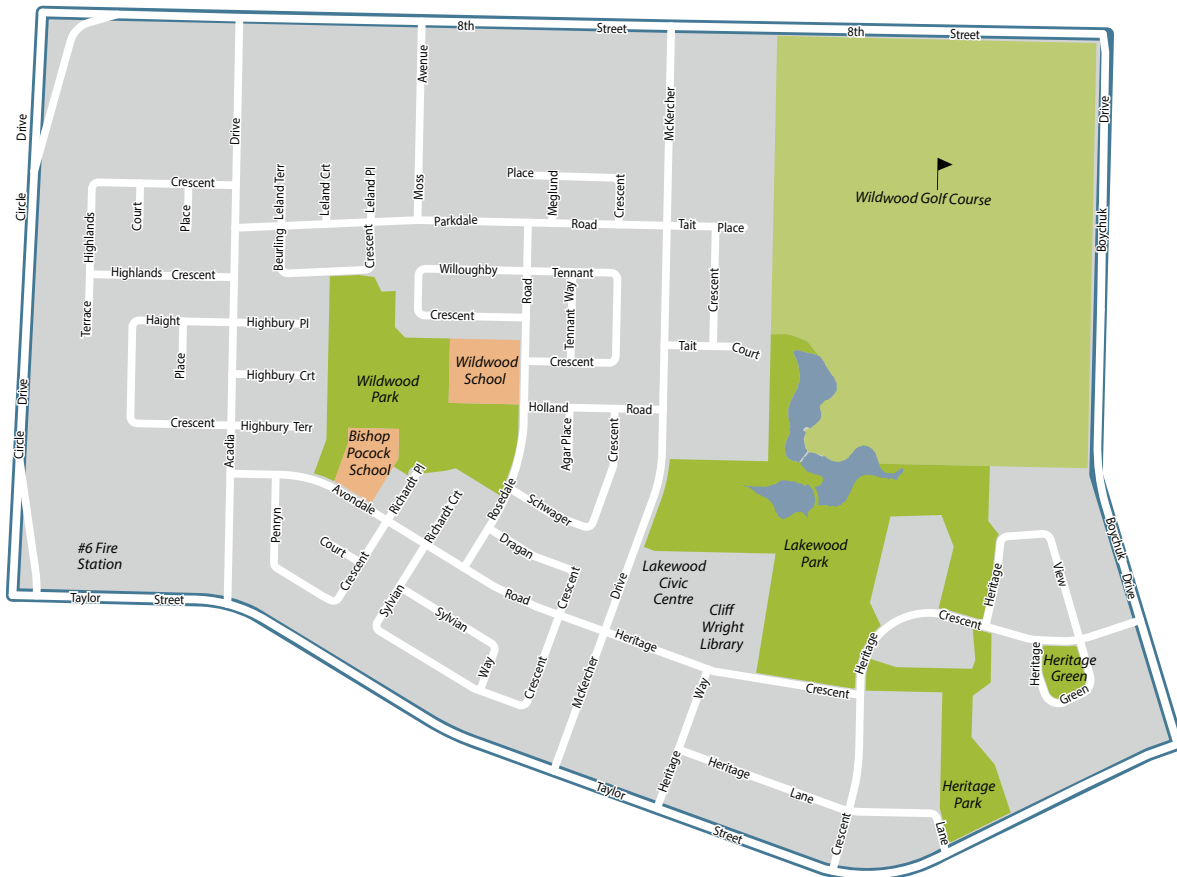 8th
Street
8th
Street
Drive
Circle
Drive
Circle
Avenue
Moss
McKercher
Drive
Boychuk
Drive
Acadia
Wildwood Golf Course
Highlands
Crescent
Court
Place
Highlands
Crescent
Terrace
Leland Terr
Leland Crt
Leland Pl
Beurling
Crescent
Parkdale
Road
Place
Meglund
Crescent
Tait
Place
Crescent
Tait
Court
Willoughby
Crescent
Road
Tennant
Tennant Way
Crescent
Haight
Place
Crescent
Highbury Pl
Highbury Crt
Highbury Terr
Wildwood
Park
Wildwood
School
Bishop
Pocock
School
Holland
Road
Agar Place
Crescent
Schwager
Rosedale
Avondale
Richardt Pl
Richardt Crt
Penryn
Court
Crescent
Dragan
Crescent
Road
Sylvian
Sylvian
Way
Crescent
#6 Fire
Station
Taylor
Street
Lakewood
Civic
Centre
Cliff
Wright
Library
Lakewood
Park
Drive
McKercher
Heritage
Crescent
Way
Heritage
Heritage
Lane
Lane
Crescent
Heritage
Crescent
Heritage
View
Heritage
Green
Heritage
Green
Heritage
Park
Boychuk
Drive
Taylor
Street